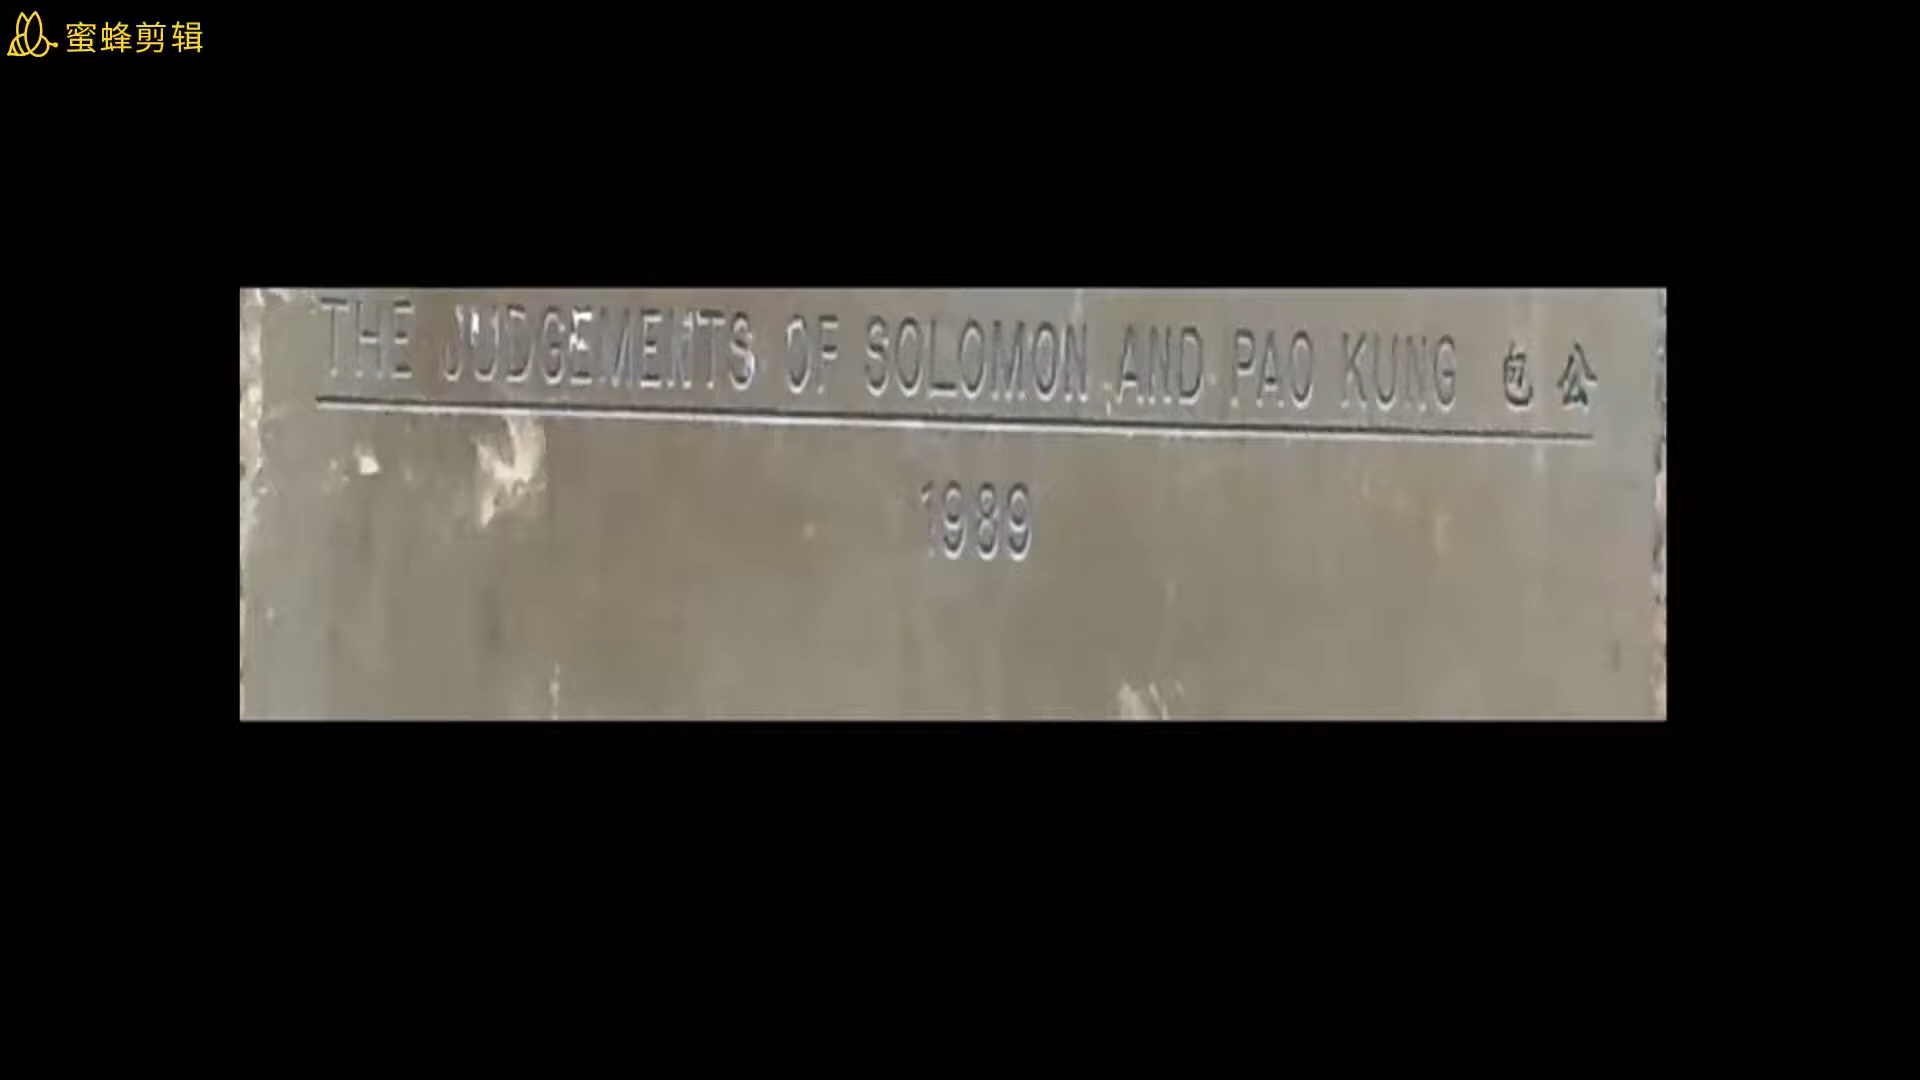 蜜蜂剪辑
THE JUDGEMENTS OF SOLOMON AND PAO KUNG 包公
1989